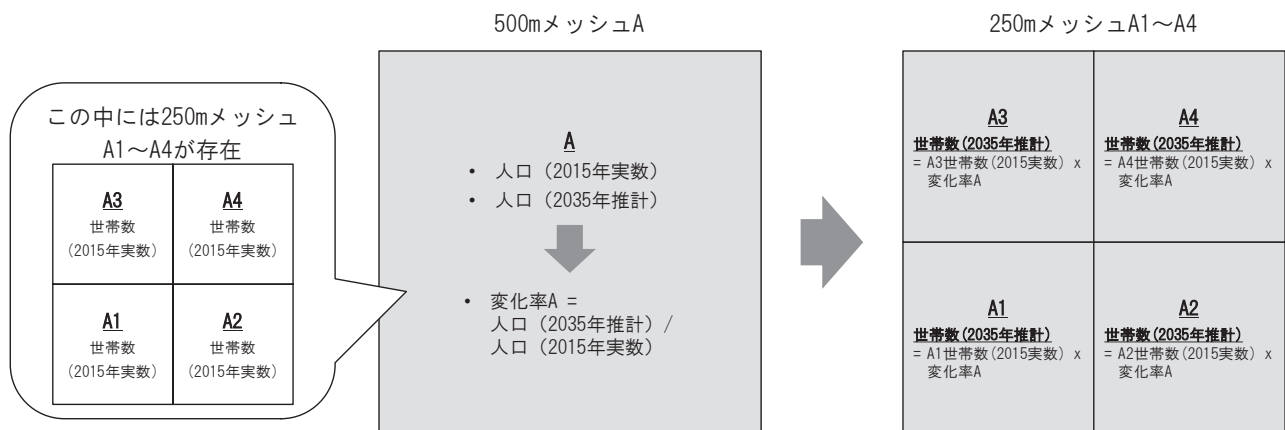 500mメッシュA
250mメッシュA1～A4
この中には250mメッシュ
A1～A4が存在
A3
世帯数
(2015年実数)
A4
世帯数
(2015年実数)
A1
世帯数
(2015年実数)
A2
世帯数
(2015年実数)
A
• 人口（2015年実数）
• 人口（2035年推計）
• 変化率A =
人口（2035年推計）/
人口（2015年実数）
A3
世帯数(2035年推計)
= A3世帯数(2015実数) x
変化率A
A4
世帯数(2035年推計)
= A4世帯数(2015実数) x
変化率A
A1
世帯数(2035年推計)
= A1世帯数(2015実数) x
変化率A
A2
世帯数(2035年推計)
= A2世帯数(2015実数) x
変化率A